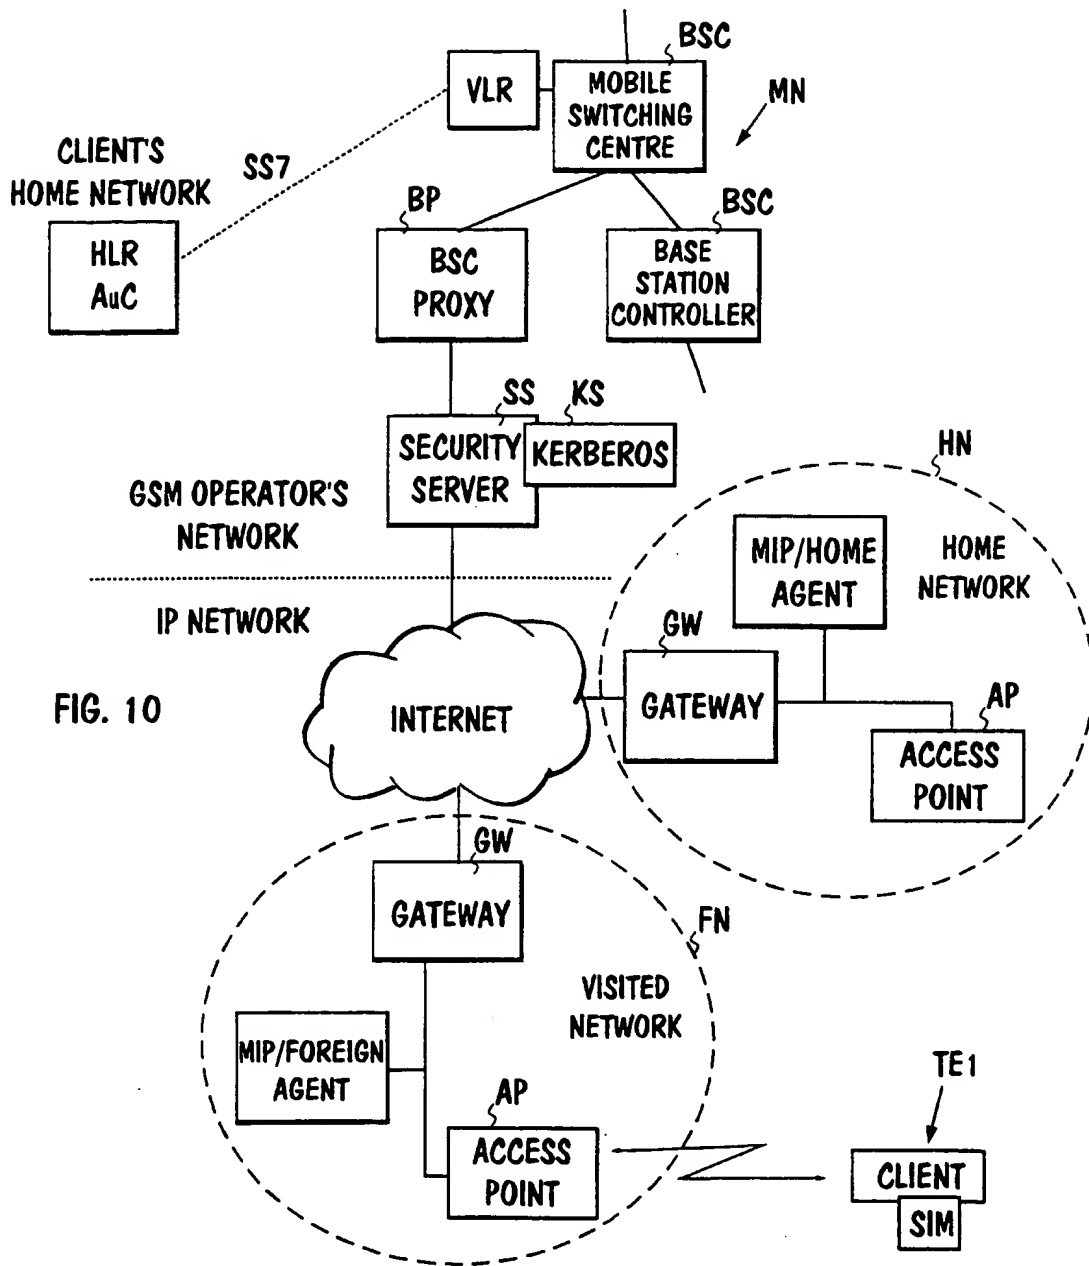 BSC
VLR
MOBILE
SWITCHING
CENTRE
MN
CLIENT'S
HOME NETWORK
SS7
HLR
AuC
BP
BSC
PROXY
BSC
BASE
STATION
CONTROLLER
SS
KS
SECURITY
SERVER
KERBEROS
GSM OPERATOR'S
NETWORK
HN
MIP/HOME
AGENT
HOME
NETWORK
IP NETWORK
GW
GATEWAY
AP
ACCESS
POINT
FIG. 10
INTERNET
GW
GATEWAY
FN
VISITED
NETWORK
MIP/FOREIGN
AGENT
AP
ACCESS
POINT
TE1
CLIENT
SIM